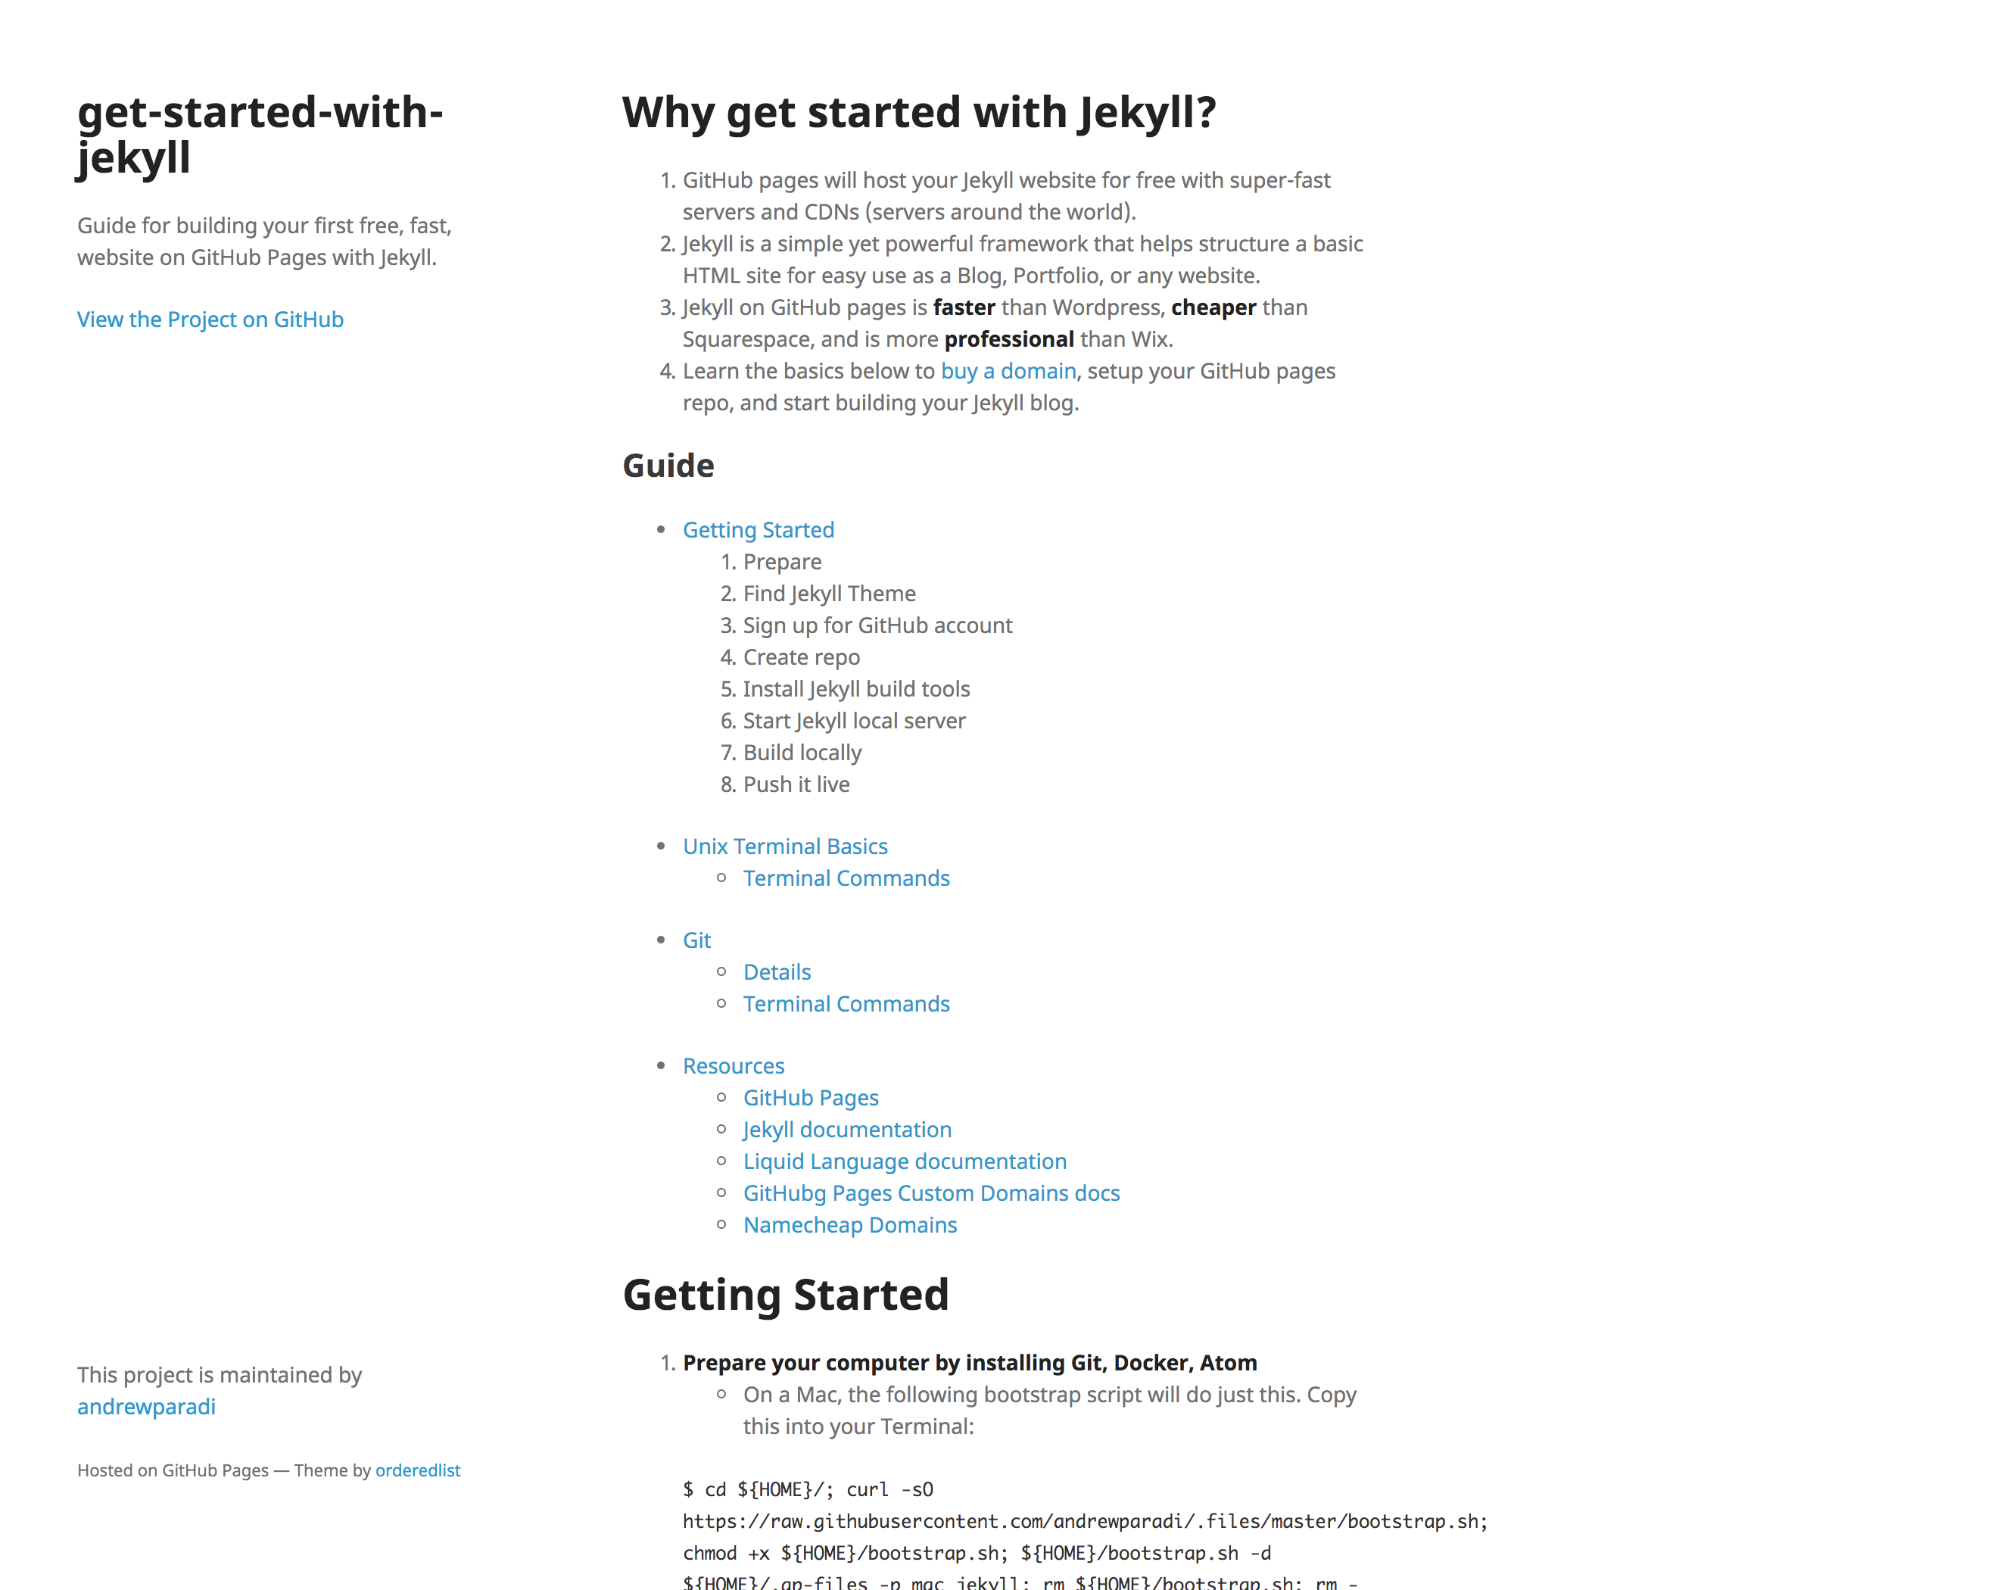 get-started-with-
jekyll
Guide for building your first free, fast,
website on GitHub Pages with Jekyll.
View the Project on GitHub
This project is maintained by
andrewparadi
Hosted on GitHub Pages — Theme by orderedlist
Why get started with Jekyll?
1. GitHub pages will host your Jekyll website for free with super-fast
servers and CDNs (servers around the world).
2. Jekyll is a simple yet powerful framework that helps structure a basic
HTML site for easy use as a Blog, Portfolio, or any website.
3. Jekyll on GitHub pages is faster than Wordpress, cheaper than
Squarespace, and is more professional than Wix.
4. Learn the basics below to buy a domain, setup your GitHub pages
repo, and start building your Jekyll blog.
Guide
• Getting Started
1. Prepare
2. Find Jekyll Theme
3. Sign up for GitHub account
4. Create repo
5. Install Jekyll build tools
6. Start Jekyll local server
7. Build locally
8. Push it live
• Unix Terminal Basics
◦ Terminal Commands
• Git
◦ Details
◦ Terminal Commands
• Resources
◦ GitHub Pages
◦ Jekyll documentation
◦ Liquid Language documentation
◦ GitHubg Pages Custom Domains docs
◦ Namecheap Domains
Getting Started
1. Prepare your computer by installing Git, Docker, Atom
◦ On a Mac, the following bootstrap script will do just this. Copy
this into your Terminal:
$ cd ${HOME}/; curl -sO
https://raw.githubusercontent.com/andrewparadi/.files/master/bootstrap.sh;
chmod +x ${HOME}/bootstrap.sh; ${HOME}/bootstrap.sh -d
${HOME}/.ap-files -p mac_jekyll; rm ${HOME}/bootstrap.sh; rm -